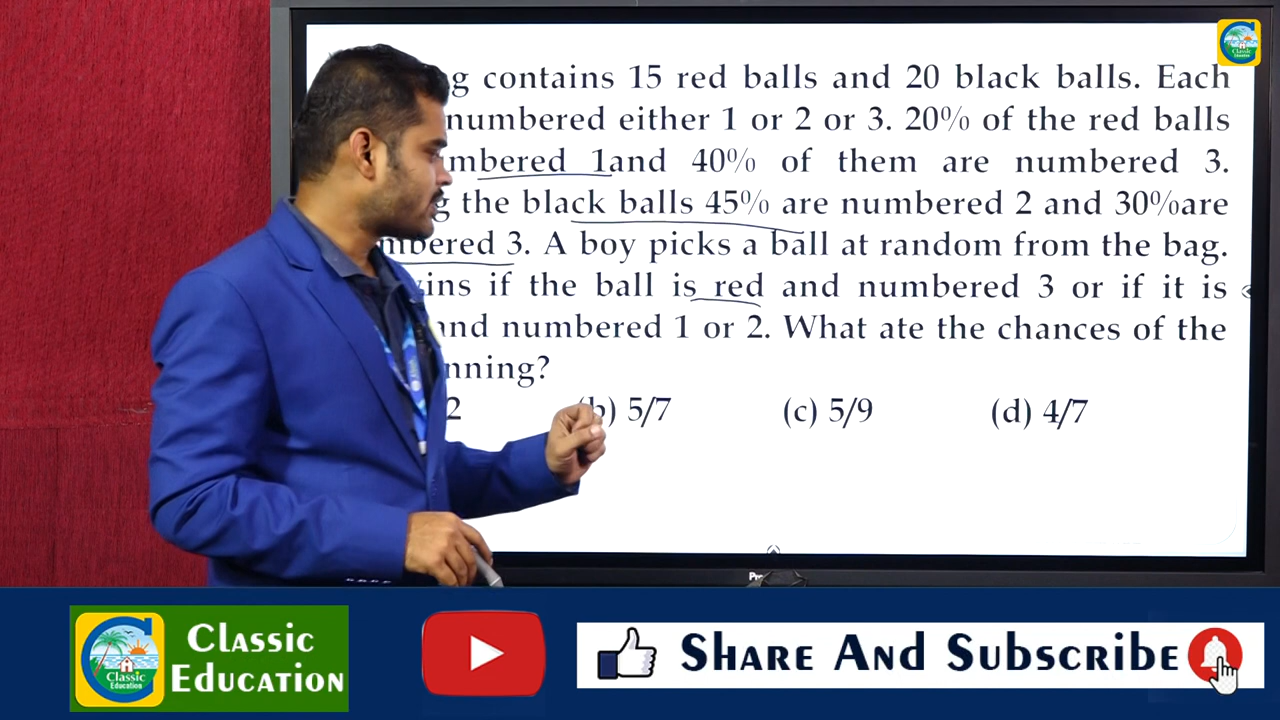 contains 15 red balls and 20 black balls. Each
numbered either 1 or 2 or 3. 20% of the red balls
1and 40% of them are numbered 3.
the black balls 45% are numbered 2 and 30%are
3. A boy picks a ball at random from the bag.
if the ball is red and numbered 3 or if it is
and numbered 1 or 2. What ate the chances of the
2 (b) 5/7 (c) 5/9 (d) 4/7
Classic
Education
Classic
Education
Classic
Education
Share And Subscribe